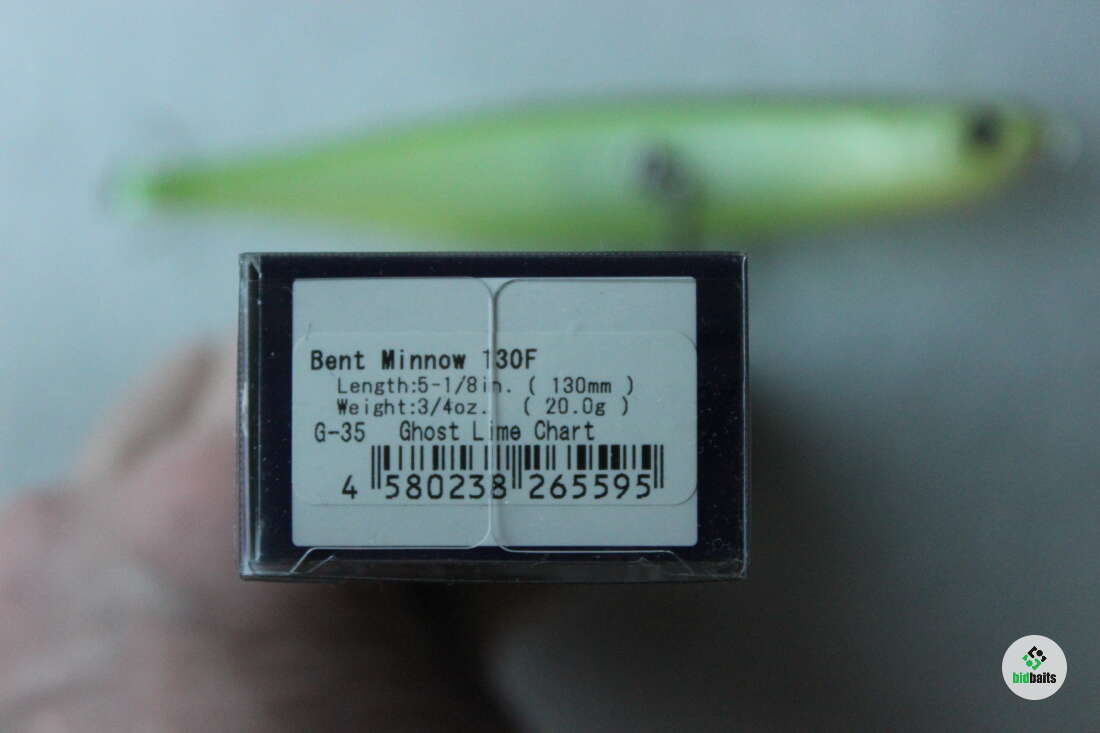 Bent Minnow 130F
Length:5-1/8in. ( 130mm )
Weight:3/4oz. ( 20.0g )
G-35 Ghost Lime Chart
4 580238 265595
bidbaits